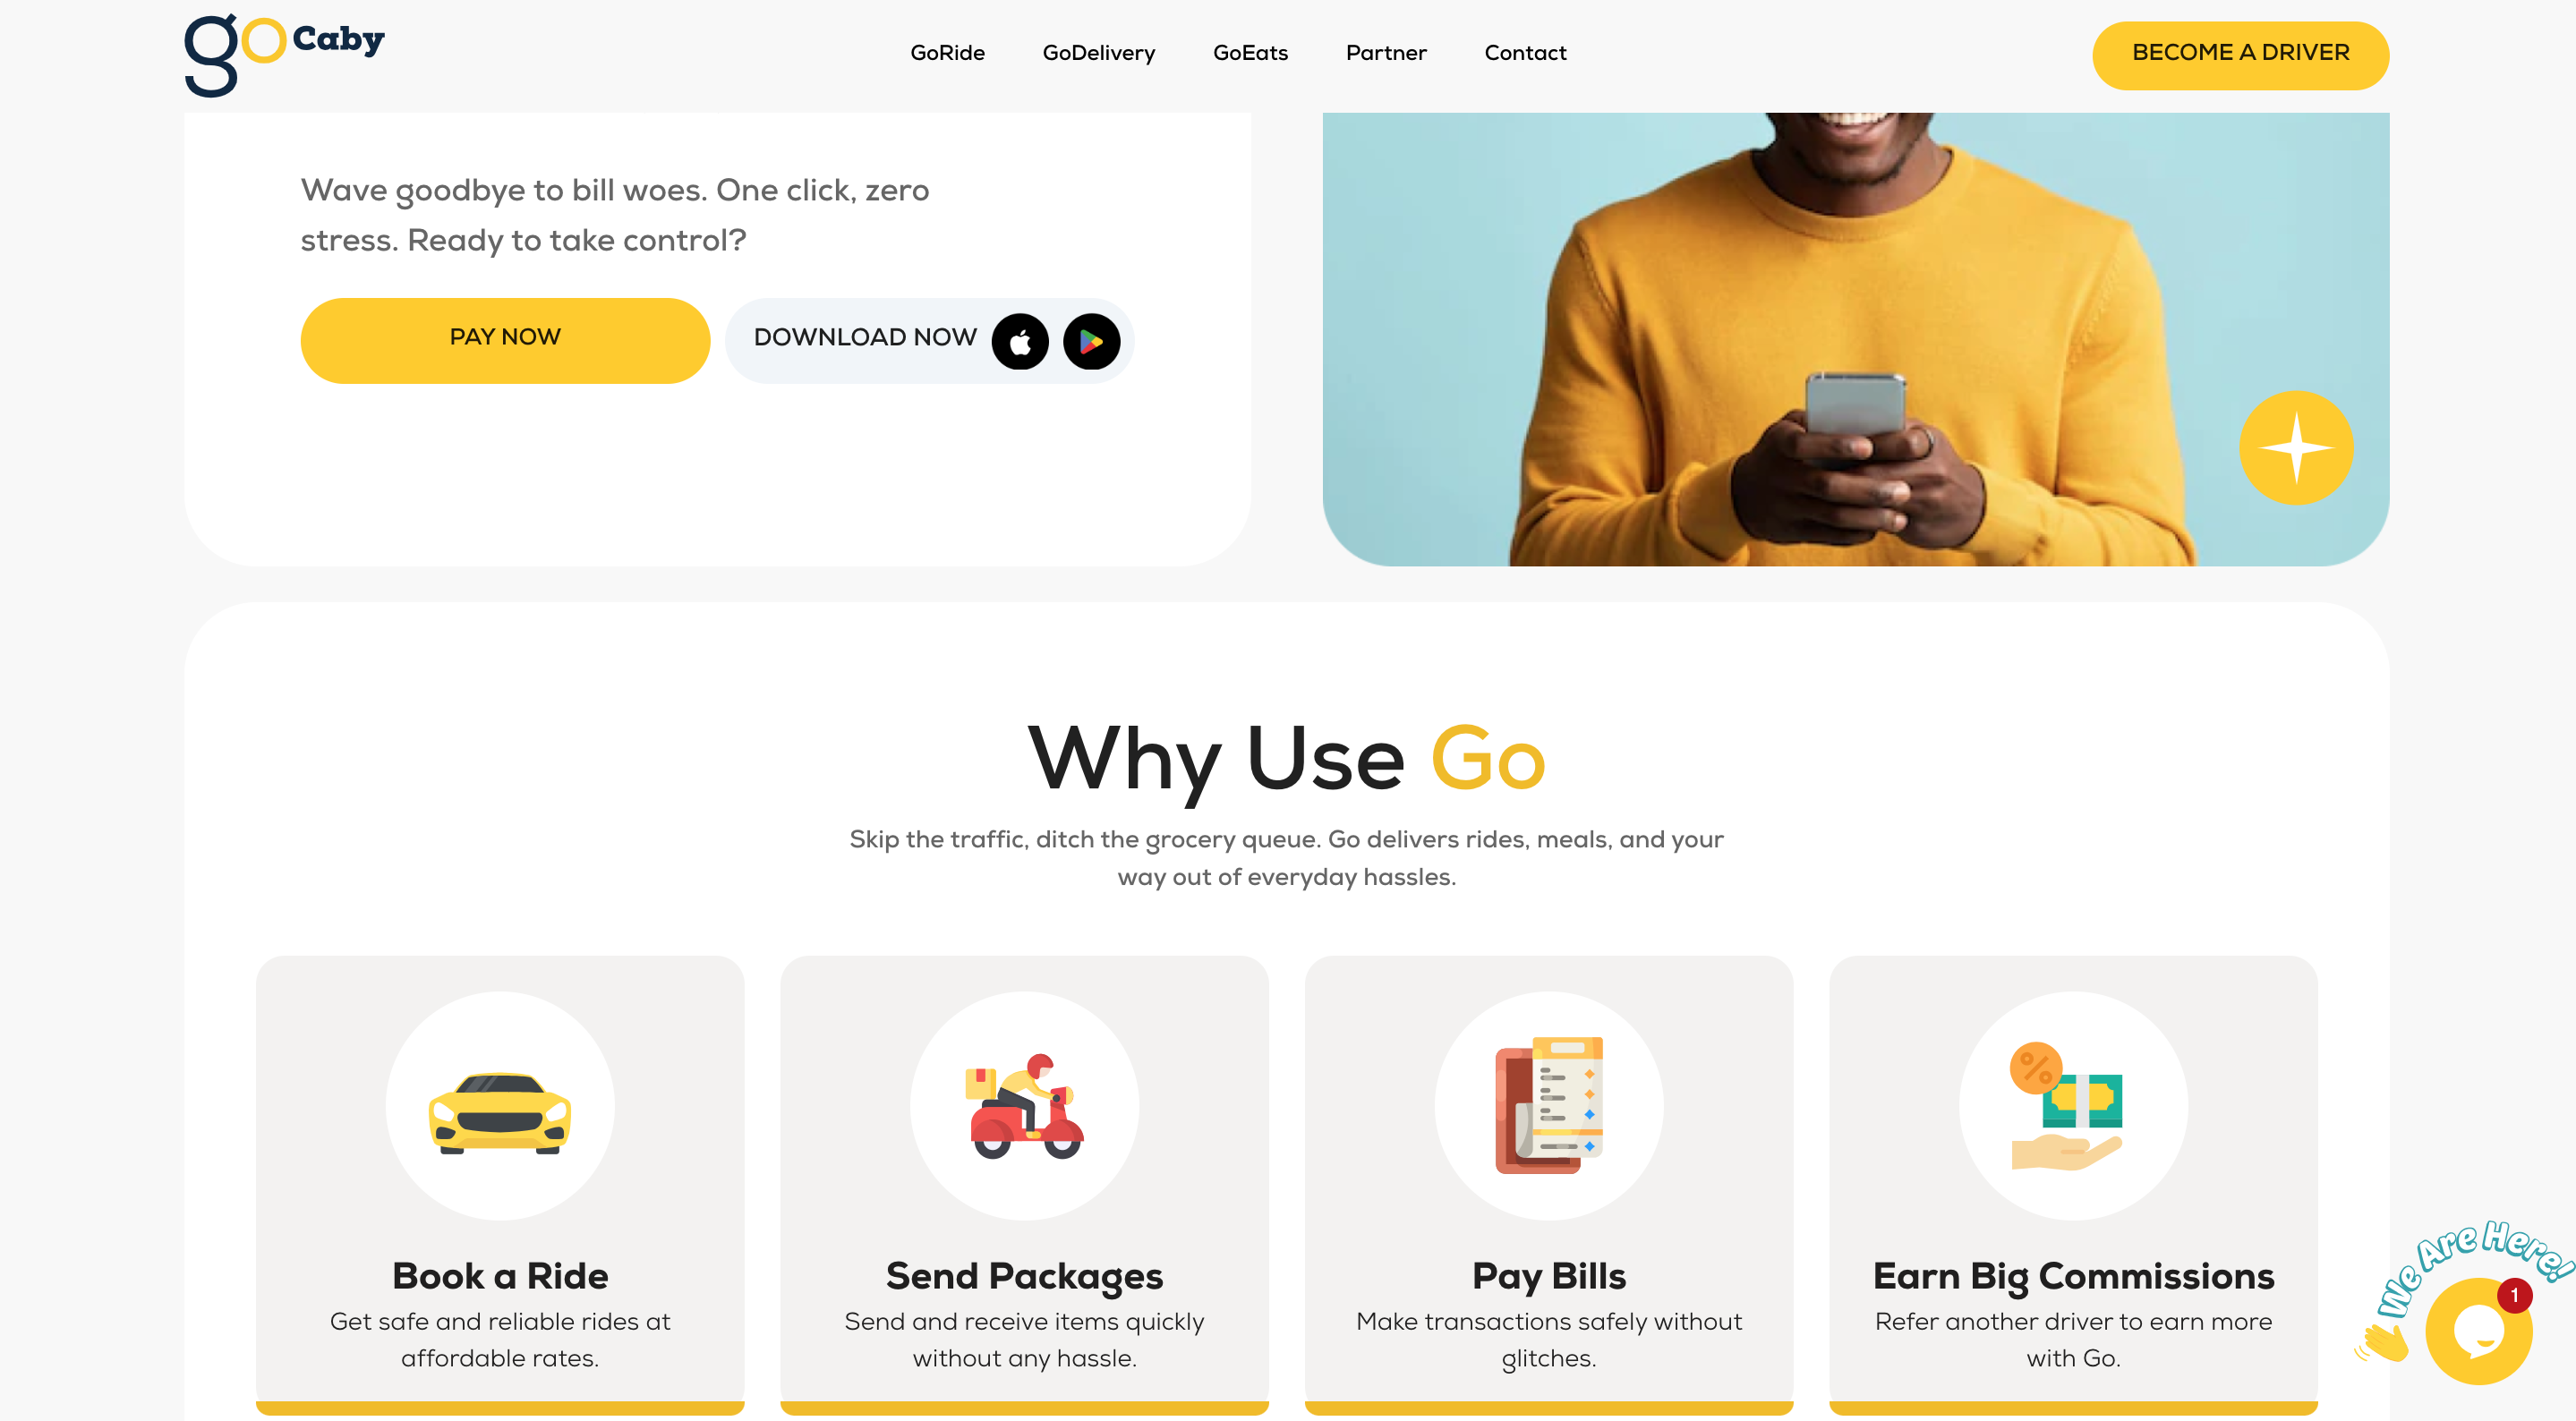 go Caby
GoRide GoDelivery GoEats Partner Contact
BECOME A DRIVER
Wave goodbye to bill woes. One click, zero
stress. Ready to take control?
PAY NOW
DOWNLOAD NOW
Why Use Go
Skip the traffic, ditch the grocery queue. Go delivers rides, meals, and your
way out of everyday hassles.
%
Book a Ride
Get safe and reliable rides at
affordable rates.
Send Packages
Send and receive items quickly
without any hassle.
Pay Bills
Make transactions safely without
glitches.
Earn Big Commissions
Refer another driver to earn more
with Go.
We Are Here!
1